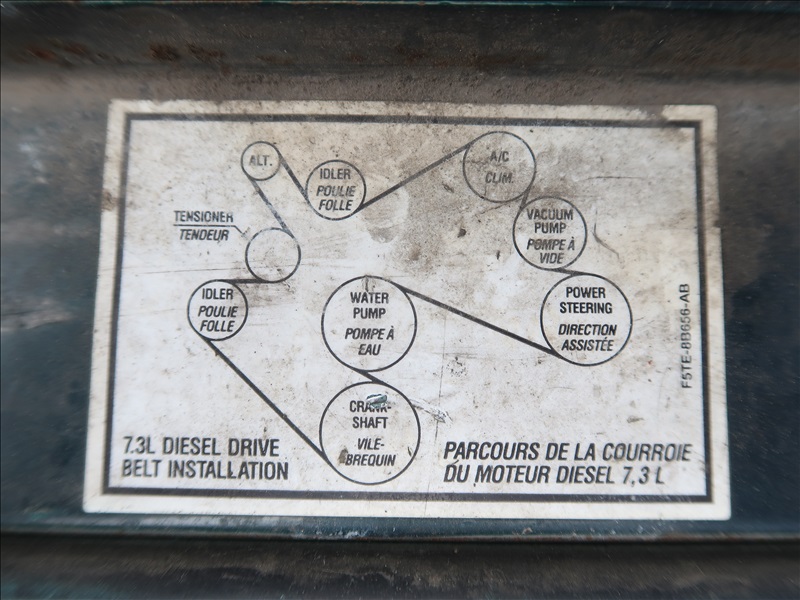 ALT.
IDLER
POULIE
FOLLE
A/C
CLIM.
TENSIONER
TENDEUR
VACUUM
PUMP
POMPE À
VIDE
IDLER
POULIE
FOLLE
WATER
PUMP
POMPE À
EAU
POWER
STEERING
DIRECTION
ASSISTÉE
F5TE-8B656-AB
CRANK-
SHAFT
VILE-
BREQUIN
7.3L DIESEL DRIVE
BELT INSTALLATION
PARCOURS DE LA COURROIE
DU MOTEUR DIESEL 7,3 L